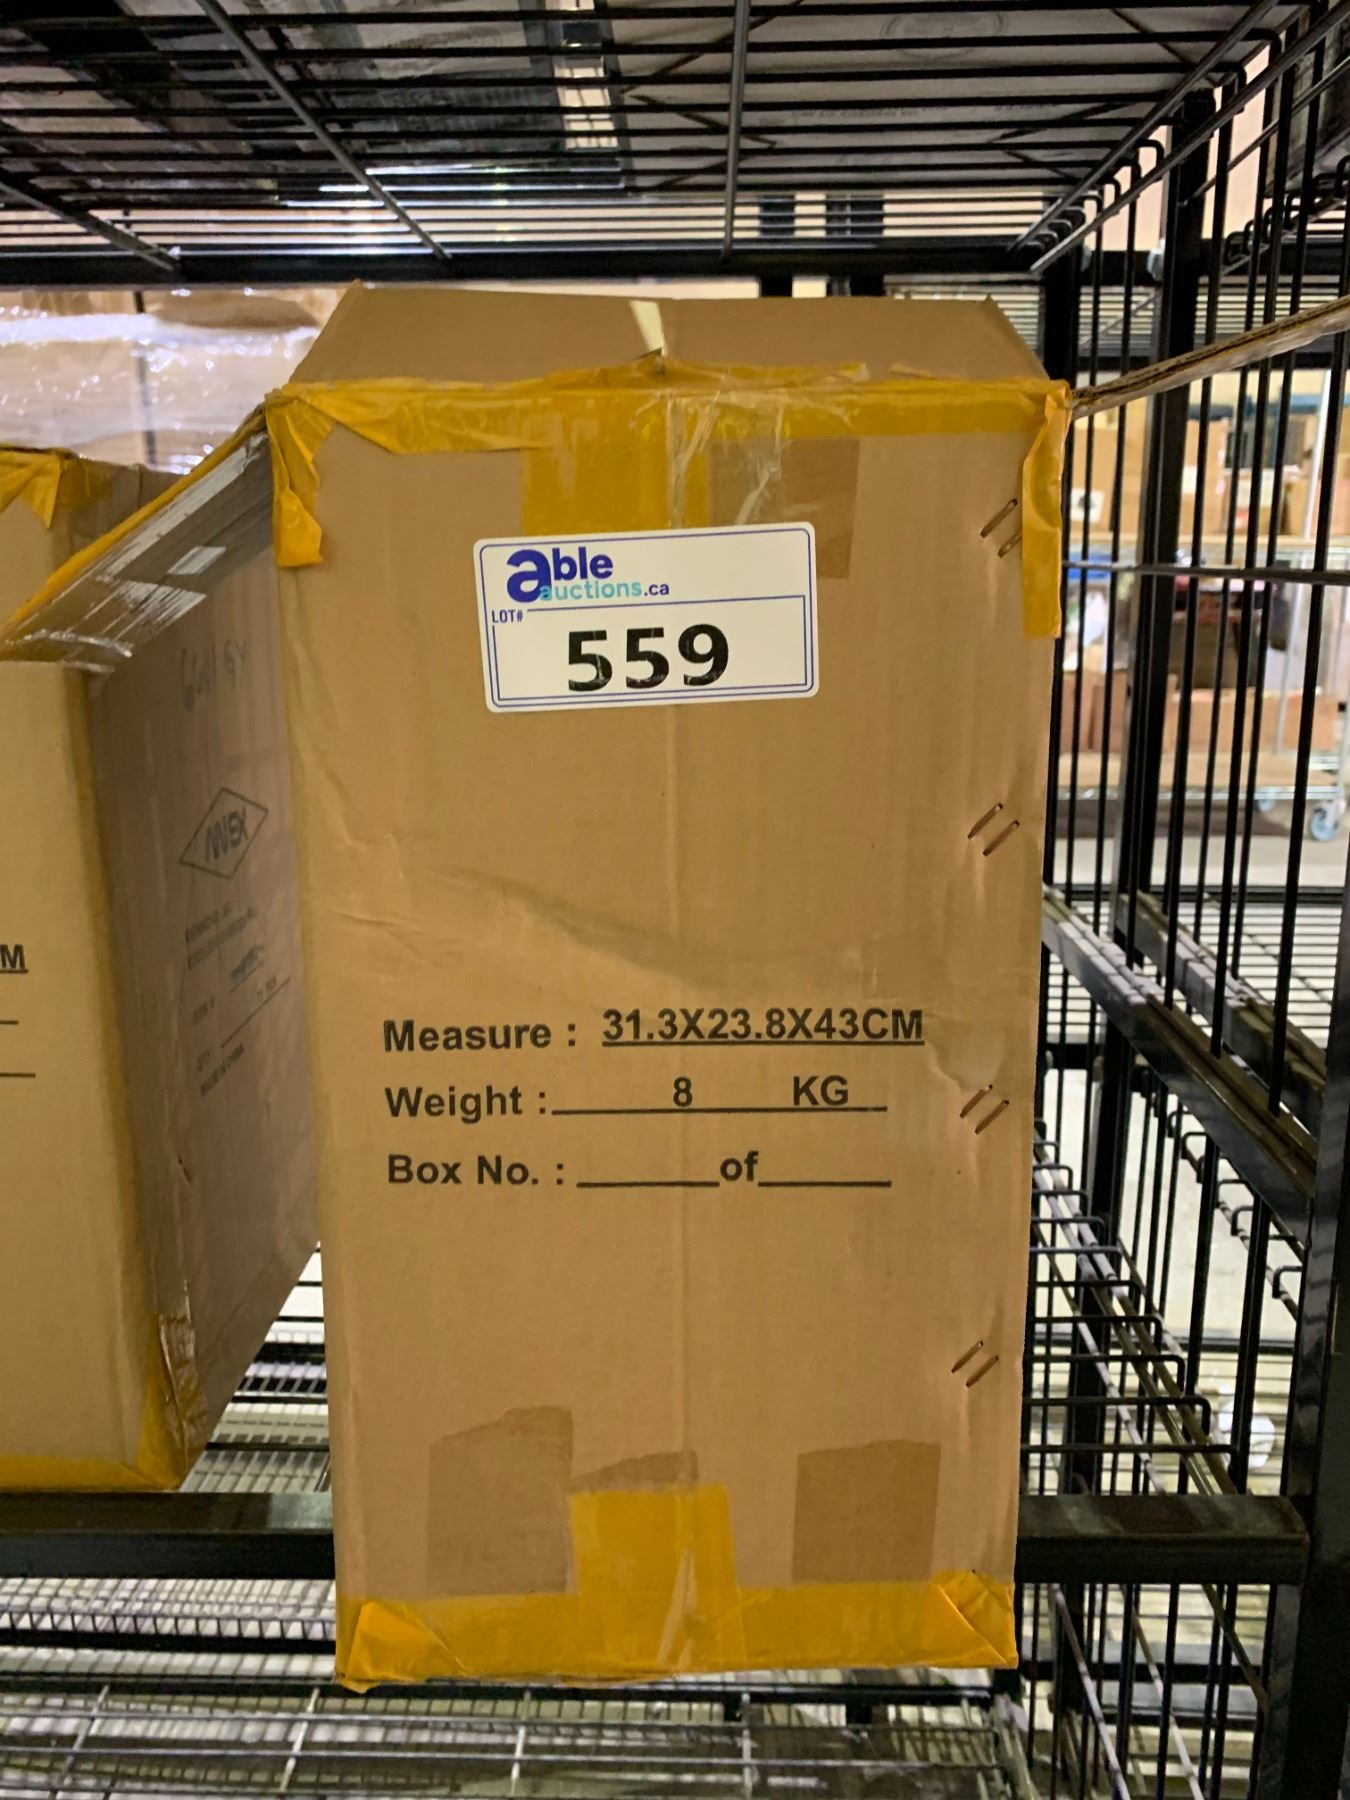 able
auctions.ca
LOT#
559
Measure : 31.3X23.8X43CM
Weight : 8 KG
Box No. : of
M